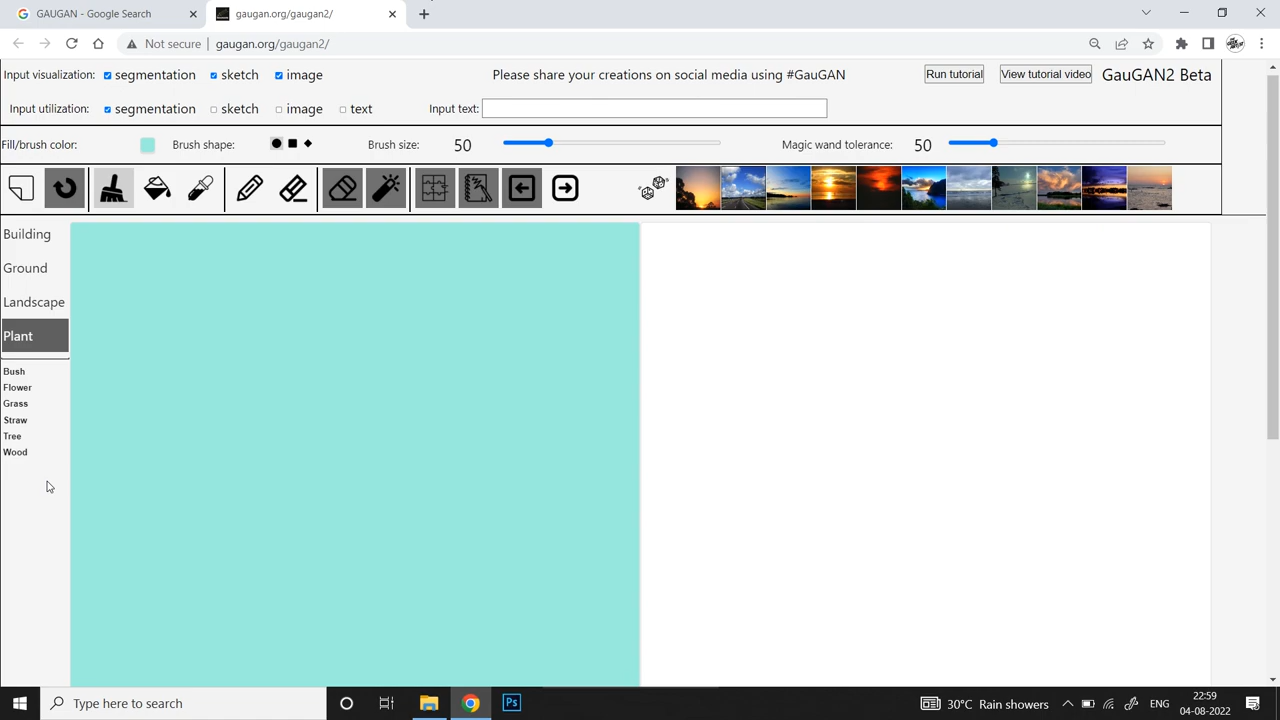 GAUGAN - Google Search
gaugan.org/gaugan2/
Not secure gaugan.org/gaugan2/
Input visualization: segmentation sketch image Please share your creations on social media using #GauGAN Run tutorial View tutorial video GauGAN2 Beta
Input utilization: segmentation sketch image text Input text:
Fill/brush color: Brush shape: Brush size: 50 Magic wand tolerance: 50
Building
Ground
Landscape
Plant
Bush
Flower
Grass
Straw
Tree
Wood
Type here to search
Ps
30°C Rain showers
ENG
22:59
04-08-2022